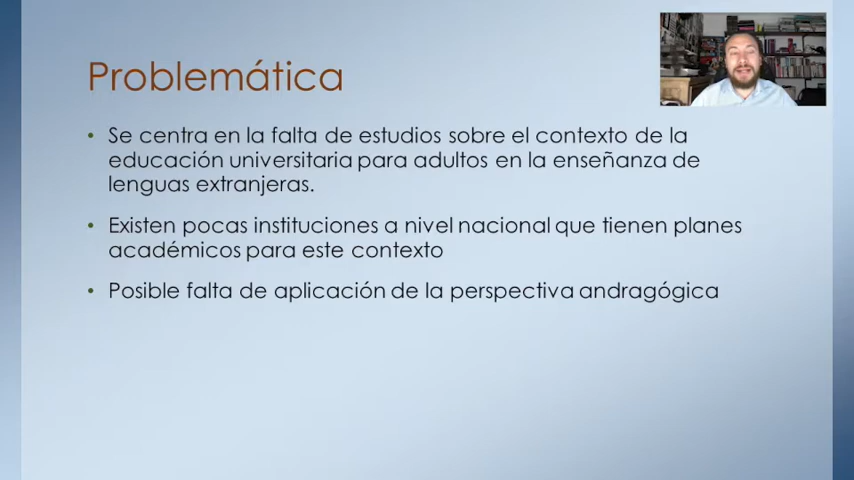 Problemática
• Se centra en la falta de estudios sobre el contexto de la
educación universitaria para adultos en la enseñanza de
lenguas extranjeras.
• Existen pocas instituciones a nivel nacional que tienen planes
académicos para este contexto
• Posible falta de aplicación de la perspectiva andragógica